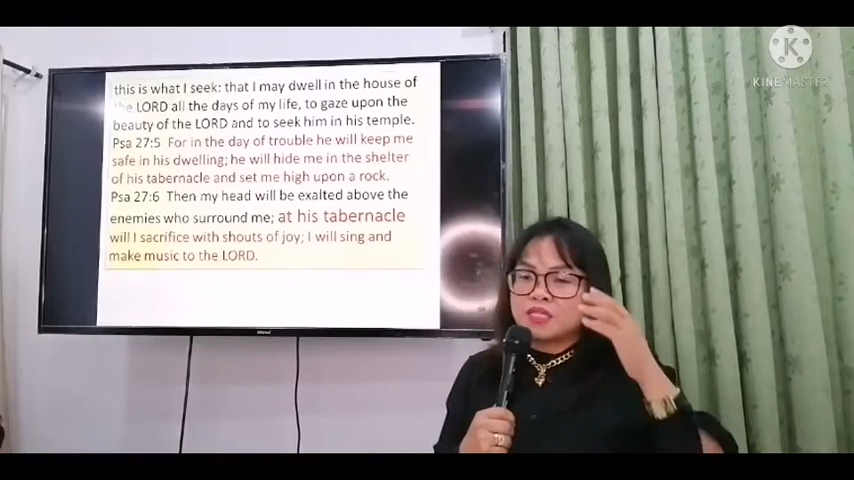 this is what I seek: that I may dwell in the house of
the LORD all the days of my life, to gaze upon the
beauty of the LORD and to seek him in his temple.
Psa 27:5 For in the day of trouble he will keep me
safe in his dwelling; he will hide me in the shelter
of his tabernacle and set me high upon a rock.
Psa 27:6 Then my head will be exalted above the
enemies who surround me; at his tabernacle
will I sacrifice with shouts of joy; I will sing and
make music to the LORD.
K
KINEMASTER